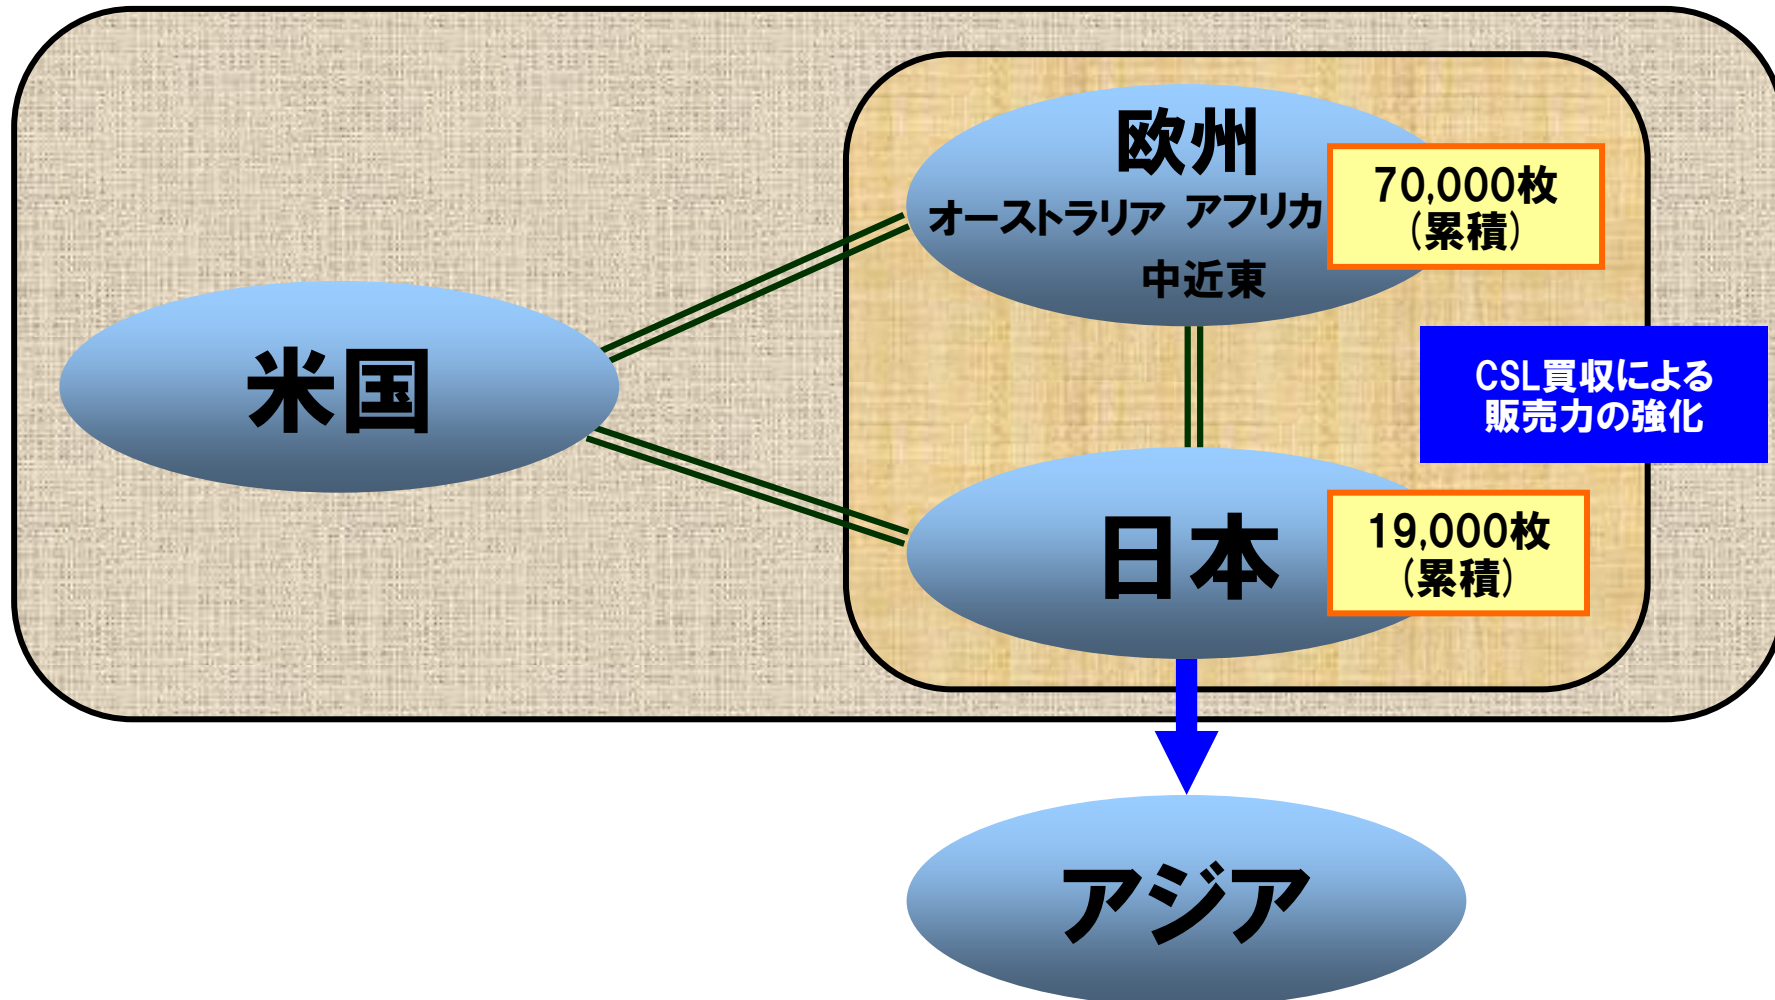 欧州
オーストラリア アフリカ
中近東
70,000枚
(累積)
米国
CSL買収による
販売力の強化
日本
19,000枚
(累積)
アジア